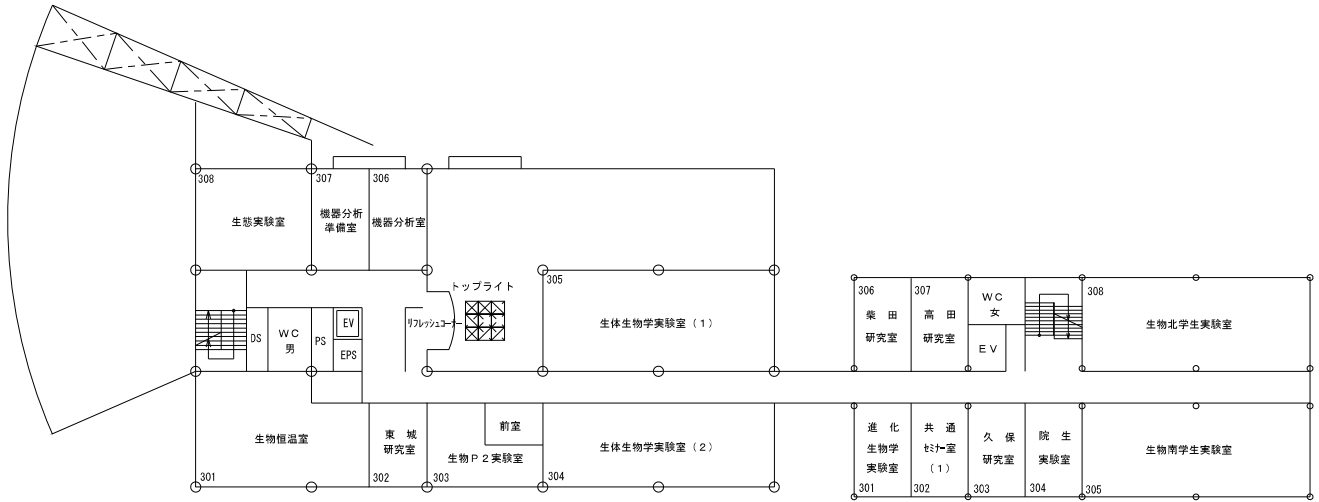 308
生態実験室
307
機器分析
準備室
306
機器分析室
トップライト
リフレッシュコーナー
305
生体生物学実験室(1)
DS
WC
男
PS
EV
EPS
生物恒温室
301
東 城
研究室
302
前室
生物P2実験室
303
生体生物学実験室(2)
304
306
柴 田
研究室
307
高 田
研究室
WC
女
EV
308
生物北学生実験室
進 化
生物学
実験室
301
共 通
セミナー室
(1)
302
久 保
研究室
303
院 生
実験室
304
生物南学生実験室
305